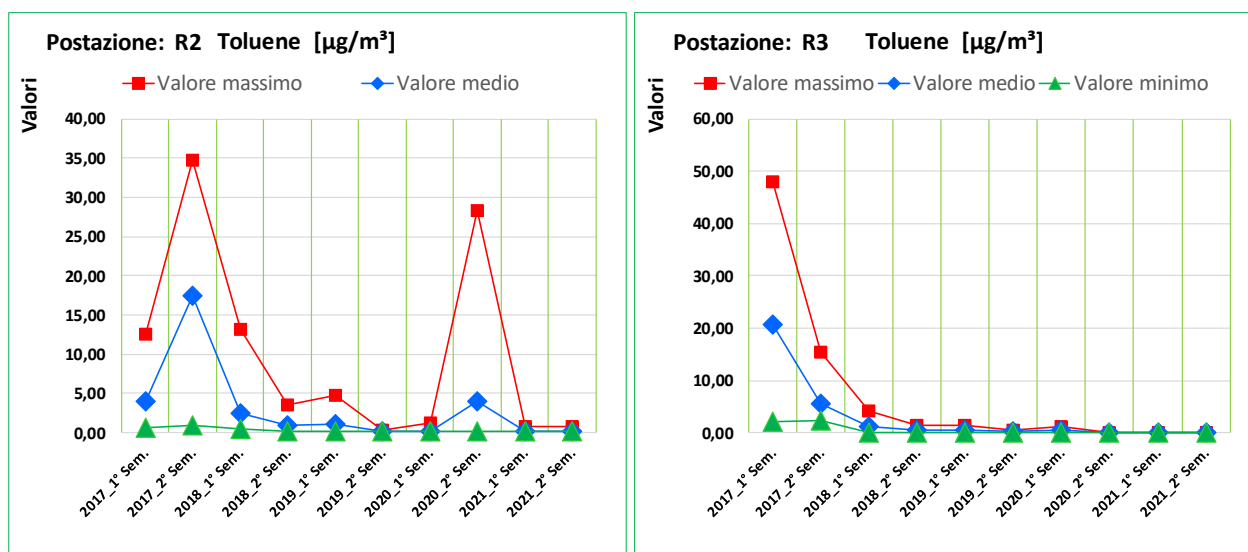 Postazione: R2 Toluene [µg/m³]
Valore massimo Valore medio
Valori
40,00
35,00
30,00
25,00
20,00
15,00
10,00
5,00
0,00
2017_1° Sem.
2017_2° Sem.
2018_1° Sem.
2018_2° Sem.
2019_1° Sem.
2019_2° Sem.
2020_1° Sem.
2020_2° Sem.
2021_1° Sem.
2021_2° Sem.
Postazione: R3 Toluene [µg/m³]
Valore massimo Valore medio Valore minimo
Valori
60,00
50,00
40,00
30,00
20,00
10,00
0,00
2017_1° Sem.
2017_2° Sem.
2018_1° Sem.
2018_2° Sem.
2019_1° Sem.
2019_2° Sem.
2020_1° Sem.
2020_2° Sem.
2021_1° Sem.
2021_2° Sem.